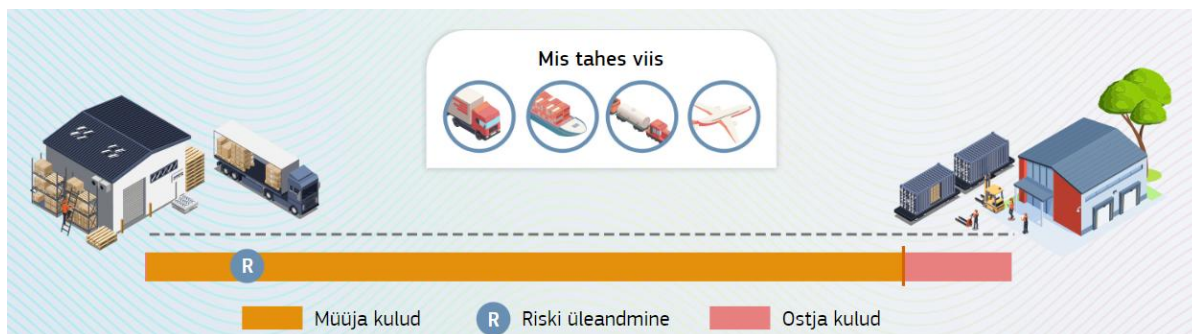 Mis tahes viis
R
Müüja kulud
R
Riski üleandmine
Ostja kulud